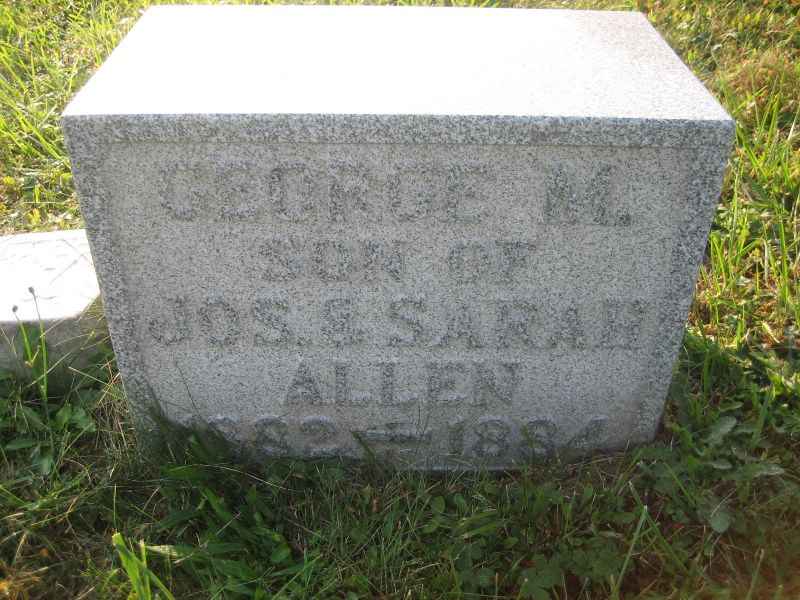 GEORGE M.
SON OF
JOS. & SARAH
ALLEN
1882 – 1884